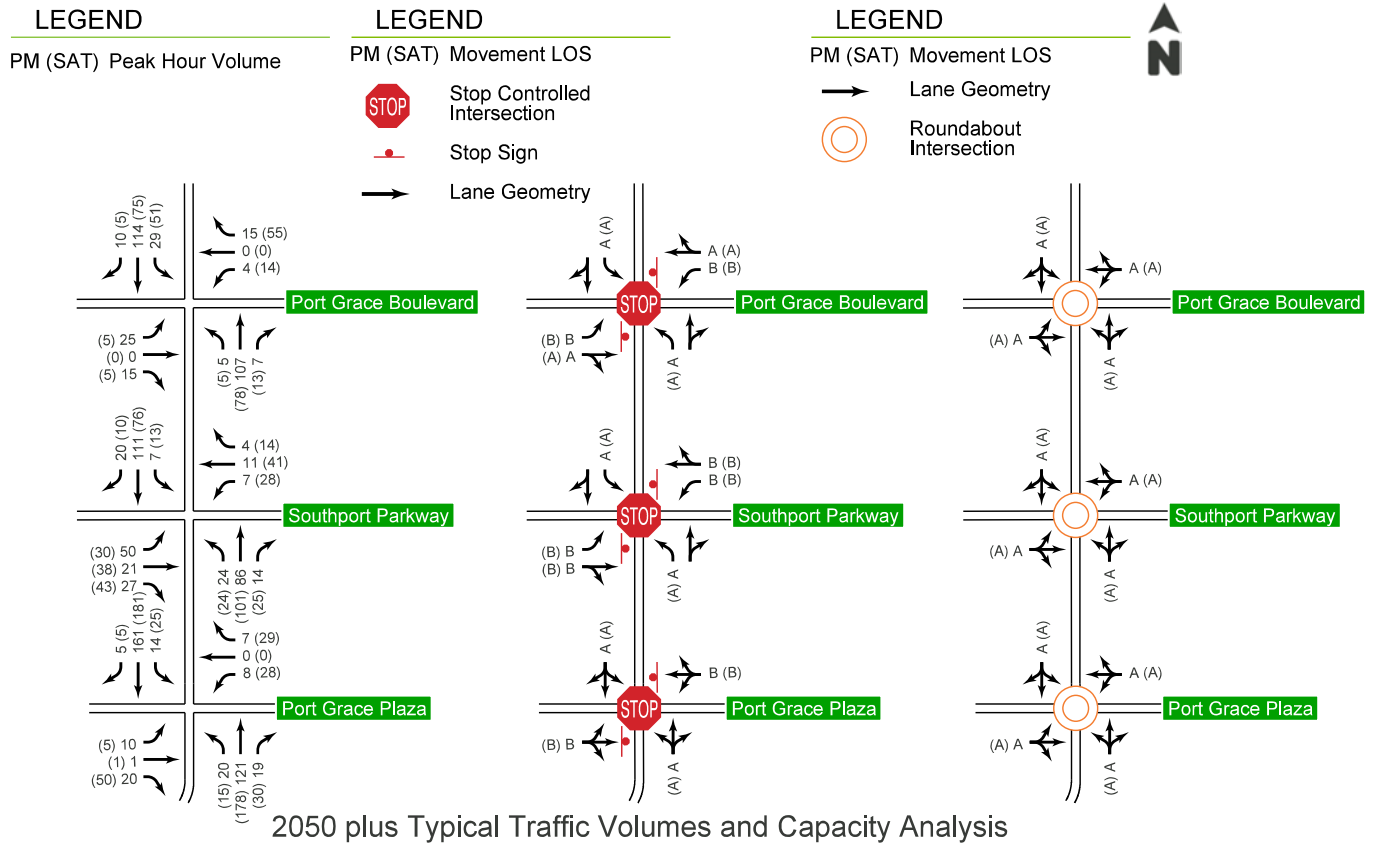 LEGEND
PM (SAT) Peak Hour Volume
LEGEND
PM (SAT) Movement LOS
STOP
Stop Controlled
Intersection
Stop Sign
Lane Geometry
LEGEND
PM (SAT) Movement LOS
Lane Geometry
Roundabout
Intersection
N
10 (5)
114 (75)
29 (51)
15 (55)
0 (0)
4 (14)
Port Grace Boulevard
(5) 25
(0) 0
(5) 15
(5) 5
(78) 107
(13) 7
20 (10)
111 (76)
7 (13)
4 (14)
11 (41)
7 (28)
Southport Parkway
(30) 50
(38) 21
(43) 27
(24) 24
(101) 86
(25) 14
5 (5)
161 (181)
14 (25)
7 (29)
0 (0)
8 (28)
Port Grace Plaza
(5) 10
(1) 1
(50) 20
(15) 20
(178) 121
(30) 19
A (A)
A (A)
B (B)
STOP
Port Grace Boulevard
(B) B
(A) A
(A) A
A (A)
B (B)
B (B)
STOP
Southport Parkway
(B) B
(B) B
(A) A
A (A)
B (B)
STOP
Port Grace Plaza
(B) B
(A) A
A (A)
A (A)
Port Grace Boulevard
(A) A
(A) A
A (A)
A (A)
Southport Parkway
(A) A
(A) A
A (A)
A (A)
Port Grace Plaza
(A) A
(A) A
2050 plus Typical Traffic Volumes and Capacity Analysis